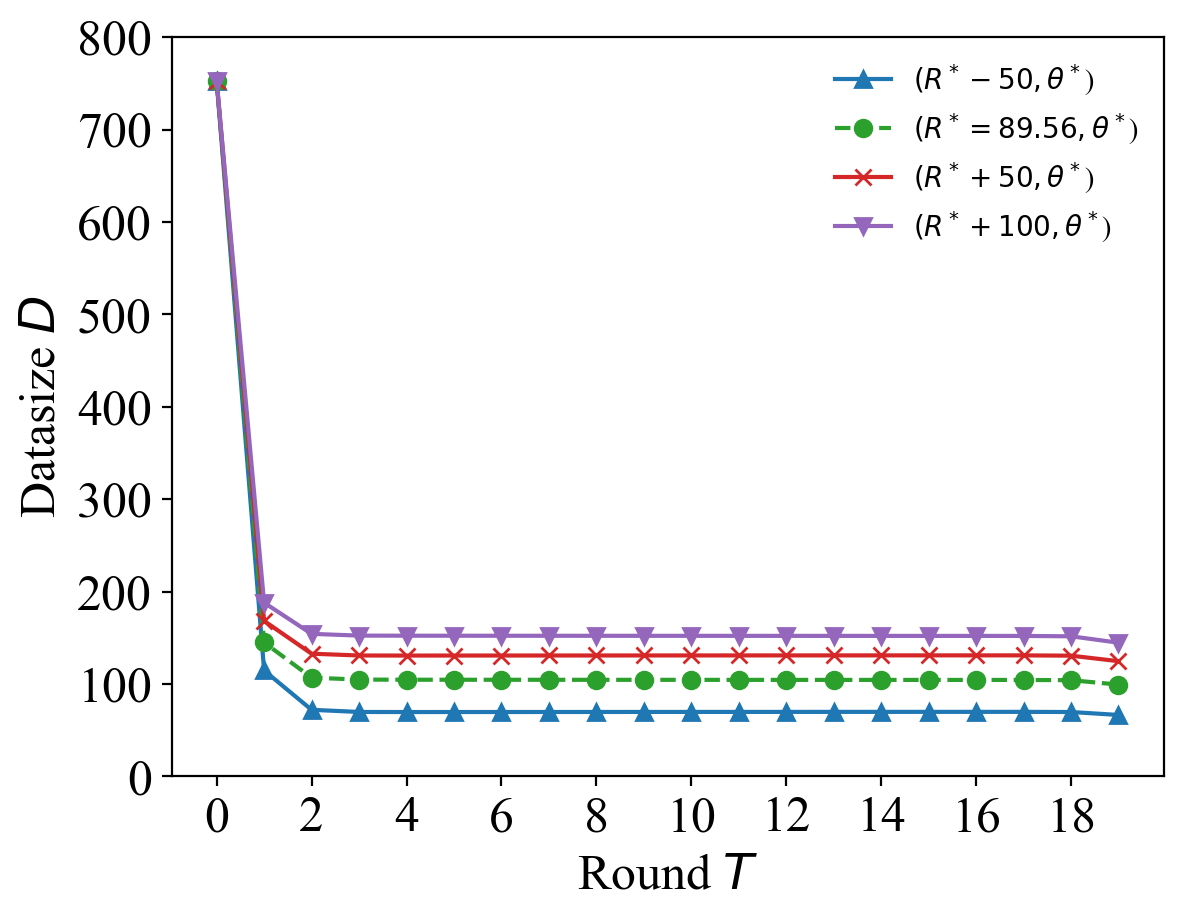 800
700
600
500
400
300
200
100
0
Datasize D
(R* − 50, θ*)
(R* = 89.56, θ*)
(R* + 50, θ*)
(R* + 100, θ*)
0 2 4 6 8 10 12 14 16 18
Round T